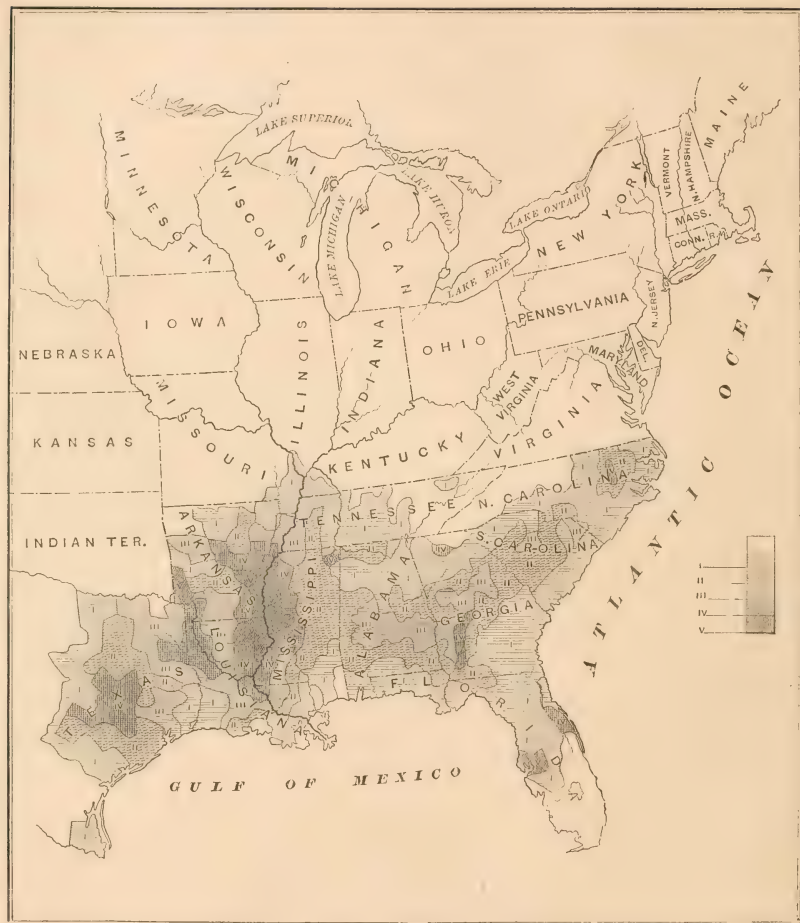 LAKE SUPERIOR
MINNESOTA
WISCONSIN
MICHIGAN
LAKE MICHIGAN
LAKE HURON
LAKE ONTARIO
LAKE ERIE
MAINE
VERMONT
N. HAMPSHIRE
MASS.
CONN.
R.I.
NEW YORK
PENNSYLVANIA
N. JERSEY
DEL.
MARYLAND
IOWA
NEBRASKA
ILLINOIS
INDIANA
OHIO
WEST
VIRGINIA
VIRGINIA
KANSAS
MISSOURI
KENTUCKY
INDIAN TER.
ARKANSAS
TENNESSEE
N. CAROLINA
S. CAROLINA
MISSISSIPPI
ALABAMA
GEORGIA
LOUISIANA
TEXAS
FLORIDA
ATLANTIC OCEAN
GULF OF MEXICO
I
II
III
IV
V